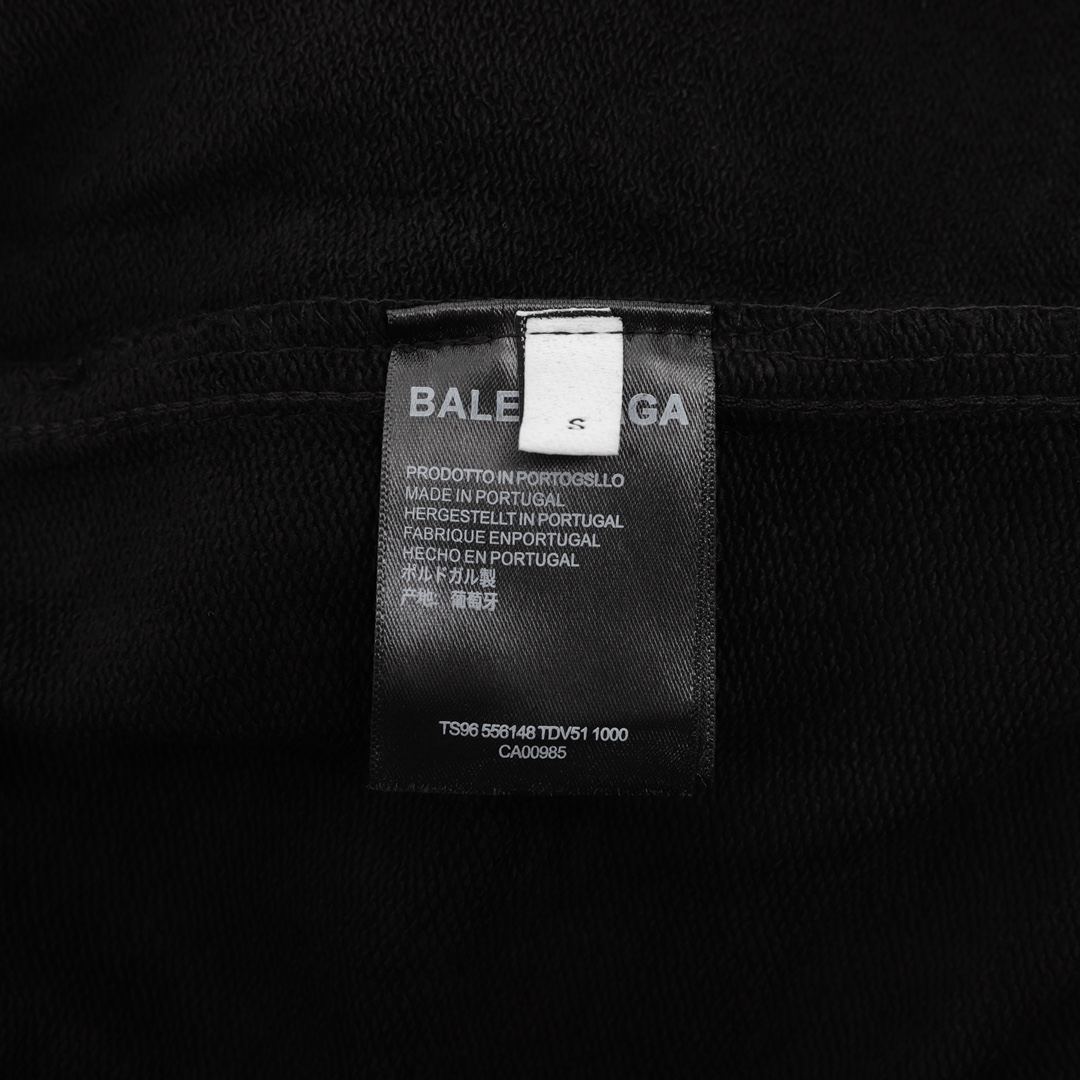 BALE GA
S
PRODOTTO IN PORTOGSLLO
MADE IN PORTUGAL
HERGESTELLT IN PORTUGAL
FABRIQUE ENPORTUGAL
HECHO EN PORTUGAL
ポルドガル製
产地: 葡萄牙
TS96 556148 TDV51 1000
CA00985